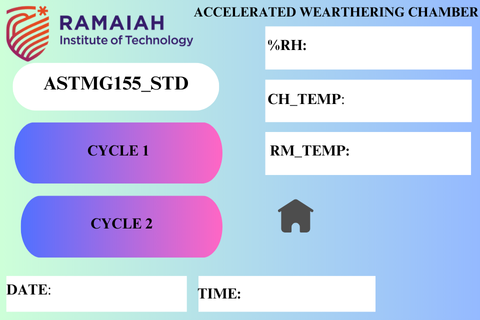 RAMAIAH
Institute of Technology
ACCELERATED WEARTHERING CHAMBER
ASTMG155_STD
%RH:
CH_TEMP:
RM_TEMP:
CYCLE 1
CYCLE 2
DATE:
TIME: